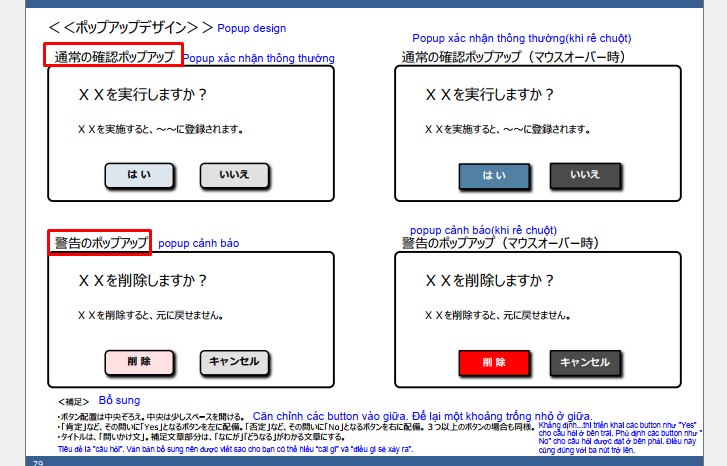 ＜＜ポップアップデザイン＞＞ Popup design
通常の確認ポップアップ Popup xác nhận thông thường
ＸＸを実行しますか？
ＸＸを実施すると、～～に登録されます。
はい いいえ
Popup xác nhận thông thường(khi rê chuột)
通常の確認ポップアップ（マウスオーバー時）
ＸＸを実行しますか？
ＸＸを実施すると、～～に登録されます。
はい いいえ
警告のポップアップ popup cảnh báo
ＸＸを削除しますか？
ＸＸを削除すると、元に戻せません。
削除 キャンセル
popup cảnh báo(khi rê chuột)
警告のポップアップ（マウスオーバー時）
ＸＸを削除しますか？
ＸＸを削除すると、元に戻せません。
削除 キャンセル
＜補足＞ Bổ sung
・ボタン配置は中央ぞろえ。中央は少しスペースを開ける。 Căn chỉnh các button vào giữa. Để lại một khoảng trống nhỏ ở giữa.
・「肯定」など、その問いに「Yes」となるボタンを左に配備。「否定」など、その問いに「No」となるボタンを右に配備。３つ以上のボタンの場合も同様。
・タイトルは、「問いかけ文」。補足文章部分は、「なにが」「どうなる」がわかる文章にする。
Tiêu đề là "câu hỏi". Văn bản bổ sung nên được viết sao cho bạn có thể hiểu "cái gì" và "điều gì sẽ xảy ra".
Khẳng định...thì triển khai các button như "Yes"
cho câu hỏi ở bên trái. Phủ định các button như "
No" cho câu hỏi được đặt ở bên phải. Điều này
cũng đúng với ba nút trở lên.
79